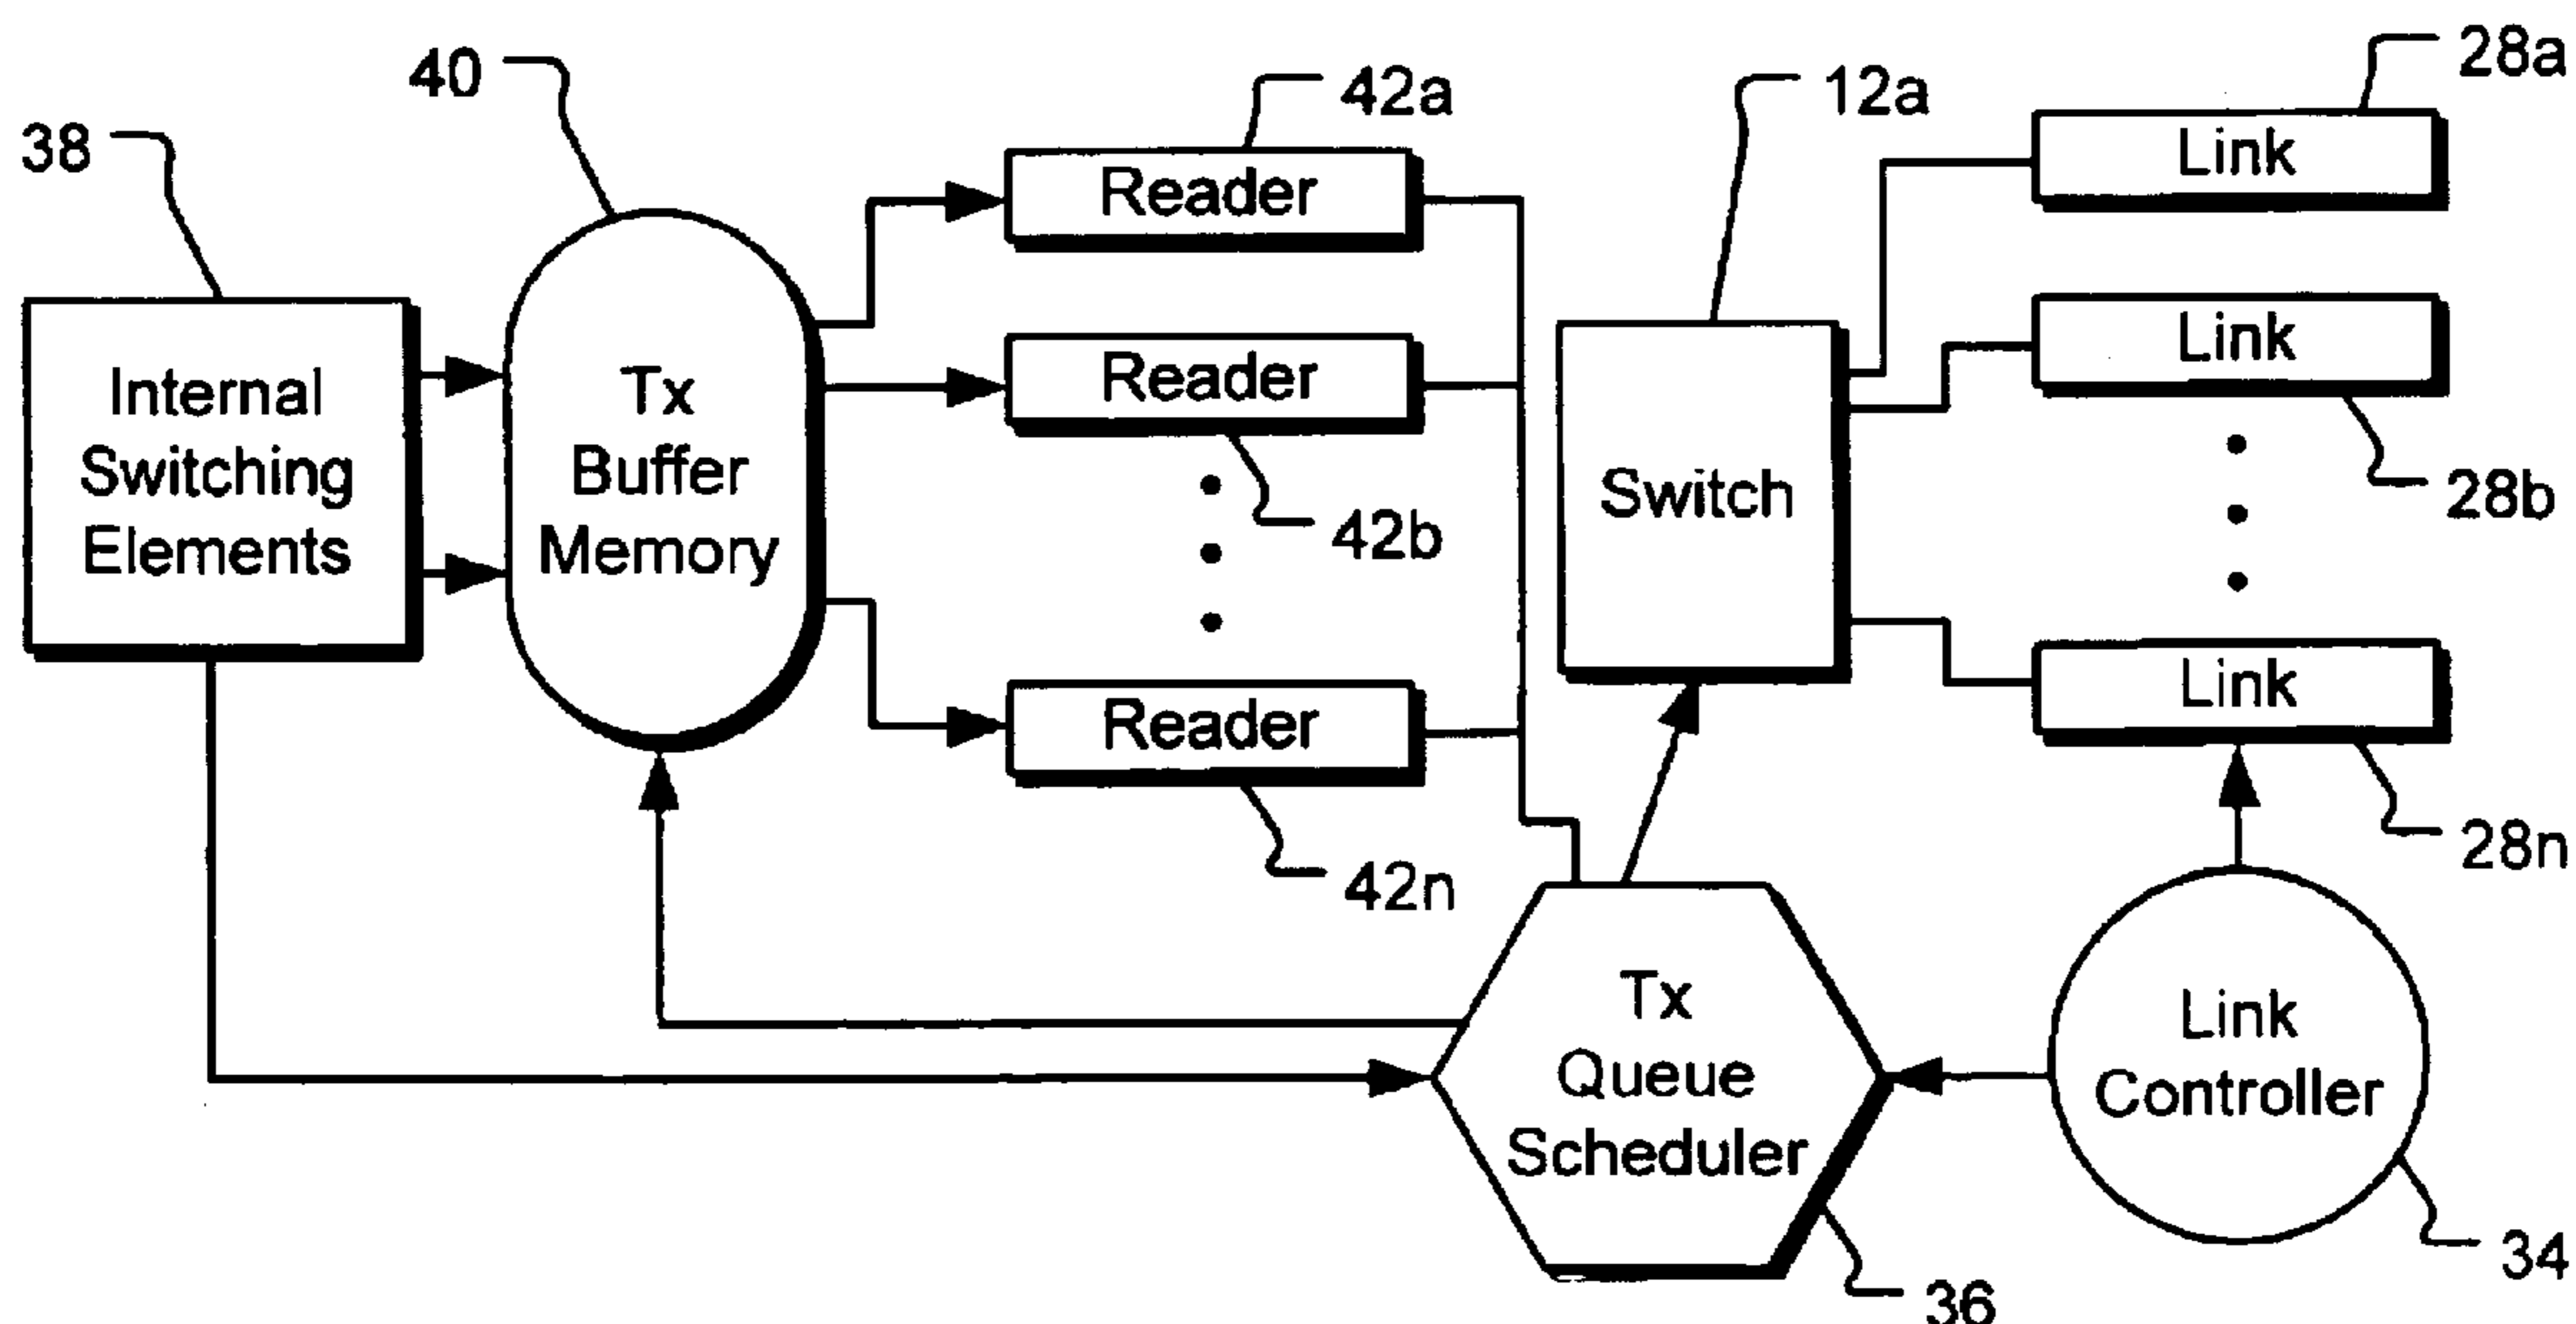 28a
40
42a
12a
38
Link
Reader
Link
Internal
Switching
Elements
Tx
Buffer
Memory
Reader
Switch
28b
42b
Link
Reader
28n
42n
Tx
Queue
Scheduler
Link
Controller
34
36